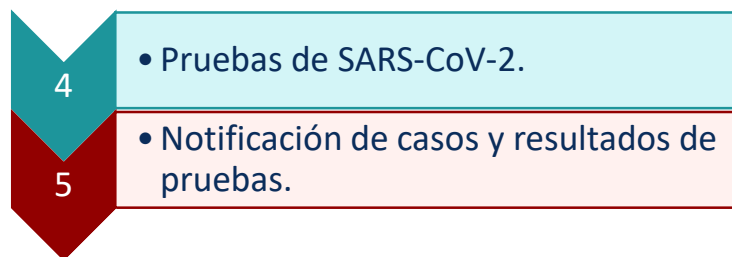 4
• Pruebas de SARS-CoV-2.
5
• Notificación de casos y resultados de
pruebas.